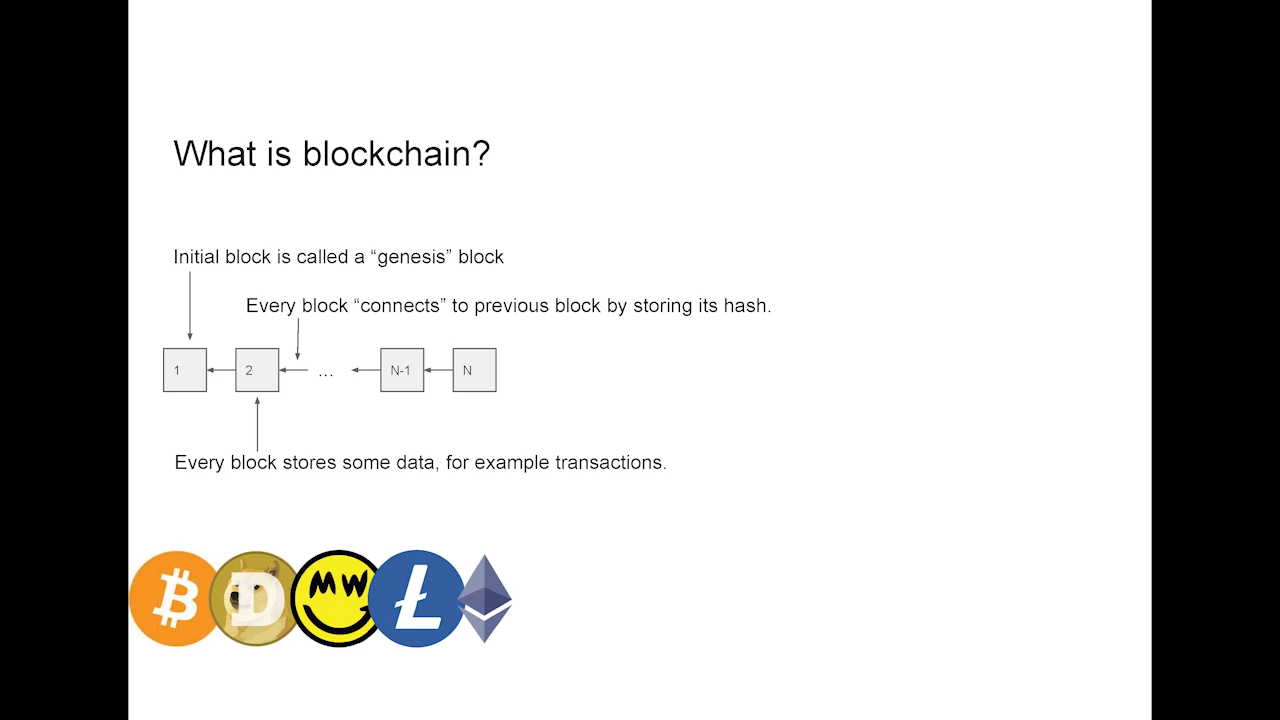 What is blockchain?
Initial block is called a “genesis” block
Every block “connects” to previous block by storing its hash.
1 2 ... N-1 N
Every block stores some data, for example transactions.
B D MW Ł